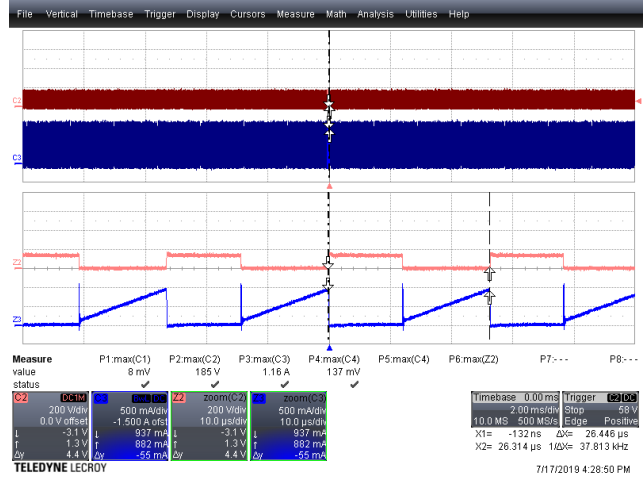 File Vertical Timebase Trigger Display Cursors Measure Math Analysis Utilities Help
C2
C3
Z2
Z3
Measure P1:max(C1) P2:max(C2) P3:max(C3) P4:max(C4) P5:max(C4) P6:max(Z2) P7:- - - P8:- - -
value 8 mV 185 V 1.16 A 137 mV
status
C2 DC1M
200 V/div
0.0 V offset
-3.1 V
1.3 V
Δy 4.4 V
500 mA/div
-1.500 A ofst
937 mA
882 mA
Δy -55 mA
Z2 zoom(C2)
200 V/div
10.0 µs/div
-3.1 V
1.3 V
Δy 4.4 V
Z3 zoom(C3)
500 mA/div
10.0 µs/div
937 mA
882 mA
Δy -55 mA
Timebase 0.00 ms
2.00 ms/div
10.0 MS 500 MS/s
Trigger C2 DC
Stop 58 V
Edge Positive
X1= -132 ns ΔX= 26.446 µs
X2= 26.314 µs 1/ΔX= 37.813 kHz
TELEDYNE LECROY
7/17/2019 4:28:50 PM